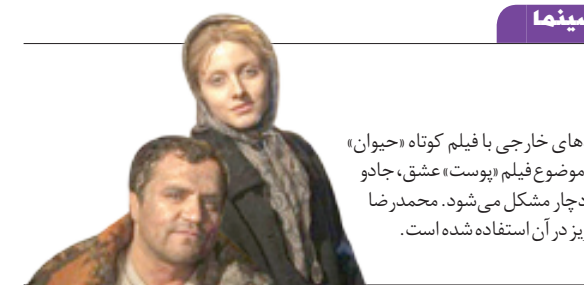 سینما
های خارجی با فیلم کوتاه «حیوان»
موضوع فیلم «پوست» عشق، جادو
دچار مشکل می‌شود. محمدرضا
در آن استفاده شده است.